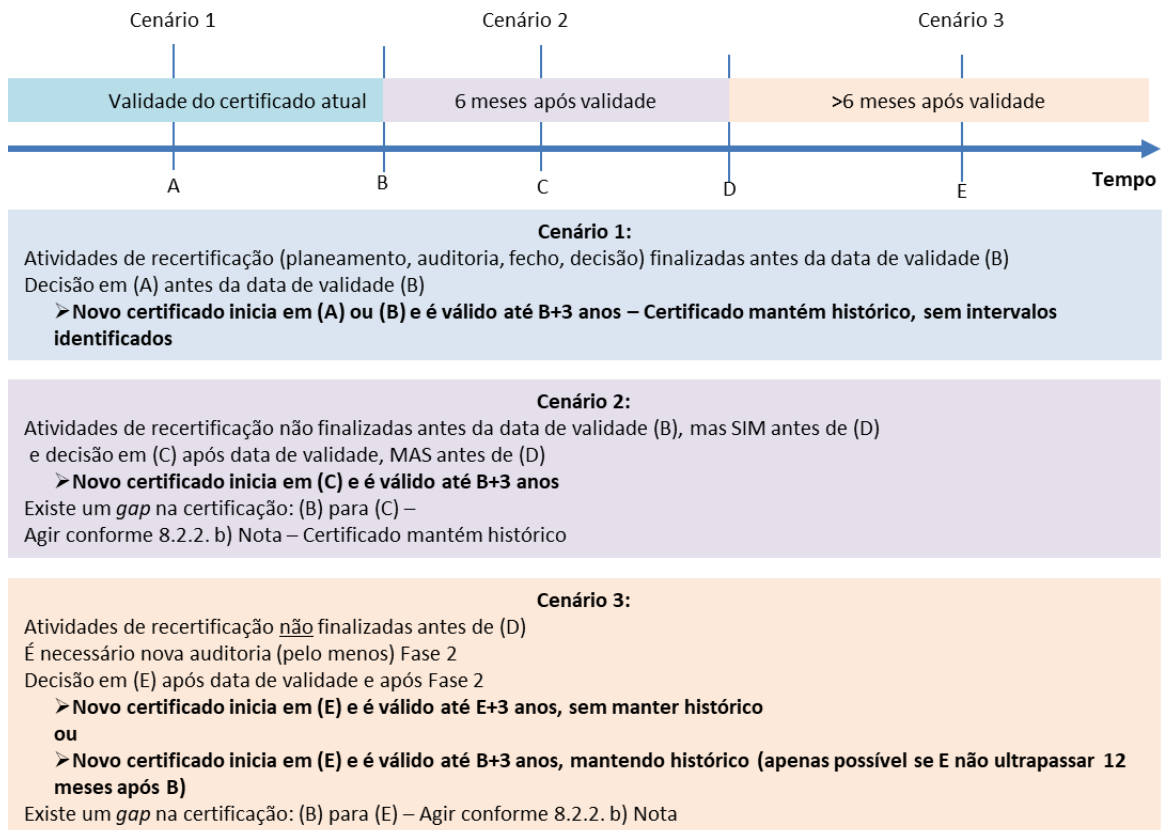 Cenário 1
Cenário 2
Cenário 3
Validade do certificado atual
6 meses após validade
>6 meses após validade
A
B
C
D
E
Tempo
Cenário 1:
Atividades de recertificação (planeamento, auditoria, fecho, decisão) finalizadas antes da data de validade (B)
Decisão em (A) antes da data de validade (B)
➢Novo certificado inicia em (A) ou (B) e é válido até B+3 anos – Certificado mantém histórico, sem intervalos
identificados
Cenário 2:
Atividades de recertificação não finalizadas antes da data de validade (B), mas SIM antes de (D)
e decisão em (C) após data de validade, MAS antes de (D)
➢Novo certificado inicia em (C) e é válido até B+3 anos
Existe um gap na certificação: (B) para (C) –
Agir conforme 8.2.2. b) Nota – Certificado mantém histórico
Cenário 3:
Atividades de recertificação não finalizadas antes de (D)
É necessário nova auditoria (pelo menos) Fase 2
Decisão em (E) após data de validade e após Fase 2
➢Novo certificado inicia em (E) e é válido até E+3 anos, sem manter histórico
ou
➢Novo certificado inicia em (E) e é válido até B+3 anos, mantendo histórico (apenas possível se E não ultrapassar 12
meses após B)
Existe um gap na certificação: (B) para (E) – Agir conforme 8.2.2. b) Nota